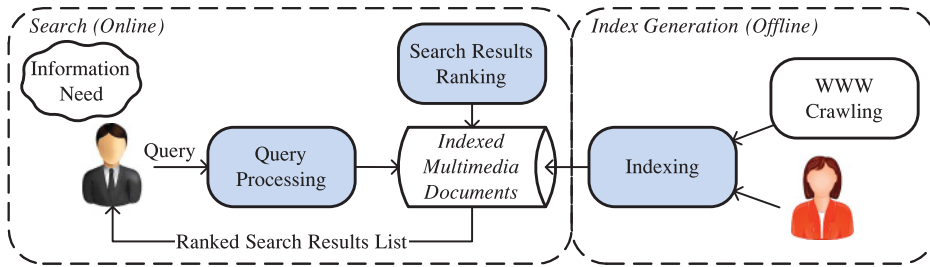 Search (Online)
Information
Need
Query
Query
Processing
Search Results
Ranking
Indexed
Multimedia
Documents
Ranked Search Results List
Index Generation (Offline)
WWW
Crawling
Indexing